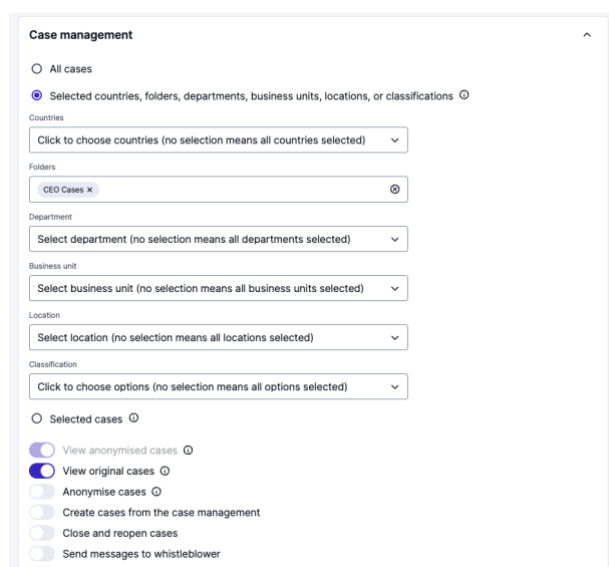 Case management
All cases
Selected countries, folders, departments, business units, locations, or classifications
Countries
Click to choose countries (no selection means all countries selected)
Folders
CEO Cases ×
Department
Select department (no selection means all departments selected)
Business unit
Select business unit (no selection means all business units selected)
Location
Select location (no selection means all locations selected)
Classification
Click to choose options (no selection means all options selected)
Selected cases
View anonymised cases
View original cases
Anonymise cases
Create cases from the case management
Close and reopen cases
Send messages to whistleblower